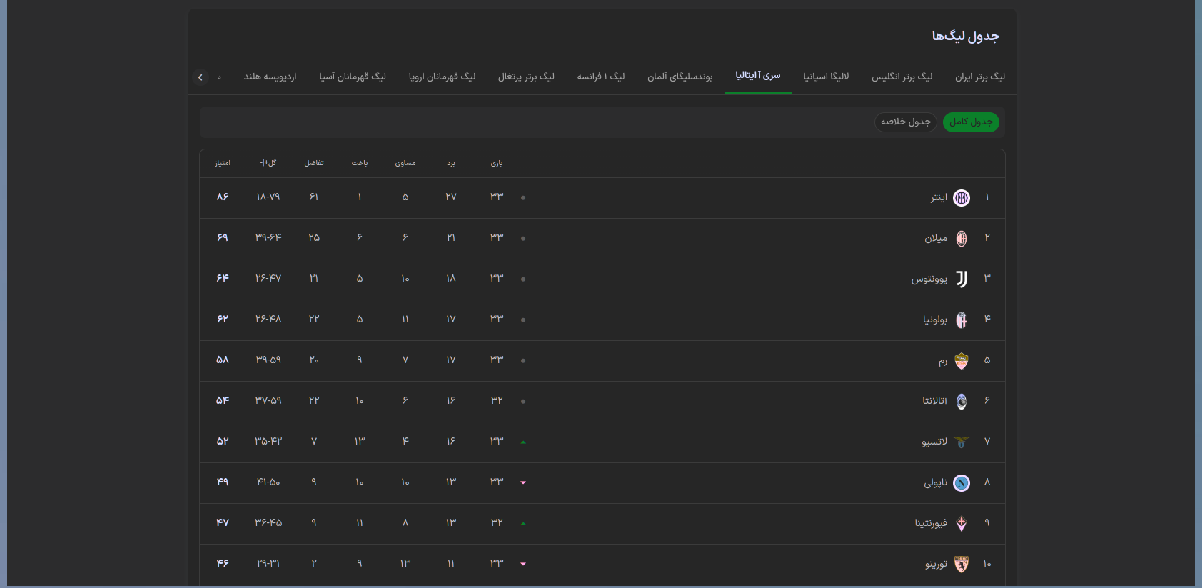 جدول لیگ‌ها
لیگ برتر ایران لیگ برتر انگلیس لالیگا اسپانیا سری آ ایتالیا بوندسلیگای آلمان لیگ ۱ فرانسه لیگ برتر پرتغال لیگ قهرمانان اروپا لیگ قهرمانان آسیا اردیویسه هلند
جدول کامل جدول خلاصه
بازی برد مساوی باخت تفاضل گل +/- امتیاز
۱ اینتر ۳۳ ۲۷ ۵ ۱ ۶۱ ۱۸-۷۹ ۸۶
۲ میلان ۳۳ ۲۱ ۶ ۶ ۲۵ ۳۹-۶۴ ۶۹
۳ یوونتوس ۳۳ ۱۸ ۱۰ ۵ ۲۱ ۲۶-۴۷ ۶۴
۴ بولونیا ۳۳ ۱۷ ۱۱ ۵ ۲۲ ۲۶-۴۸ ۶۲
۵ رم ۳۳ ۱۷ ۷ ۹ ۲۰ ۳۹-۵۹ ۵۸
۶ آتالانتا ۳۲ ۱۶ ۶ ۱۰ ۲۲ ۳۷-۵۹ ۵۴
۷ لاتسیو ۳۳ ۱۶ ۴ ۱۳ ۷ ۳۵-۴۲ ۵۲
۸ ناپولی ۳۳ ۱۳ ۱۰ ۱۰ ۹ ۴۱-۵۰ ۴۹
۹ فیورنتینا ۳۲ ۱۳ ۸ ۱۱ ۹ ۳۶-۴۵ ۴۷
۱۰ تورینو ۳۳ ۱۱ ۱۳ ۹ ۲ ۲۹-۳۱ ۴۶